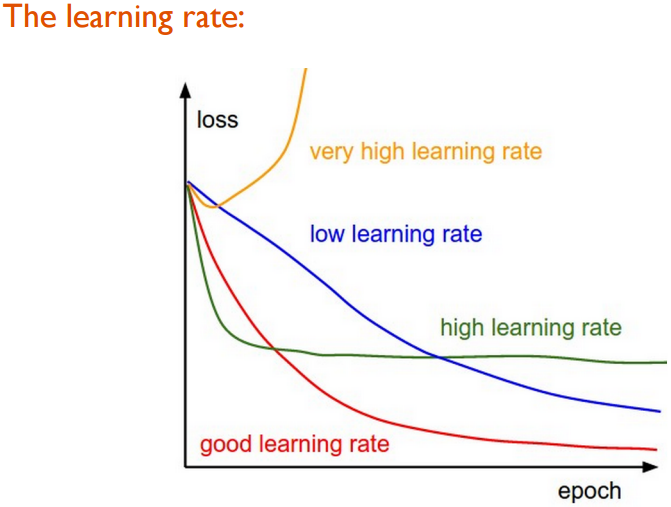 The learning rate:
loss
very high learning rate
low learning rate
high learning rate
good learning rate
epoch